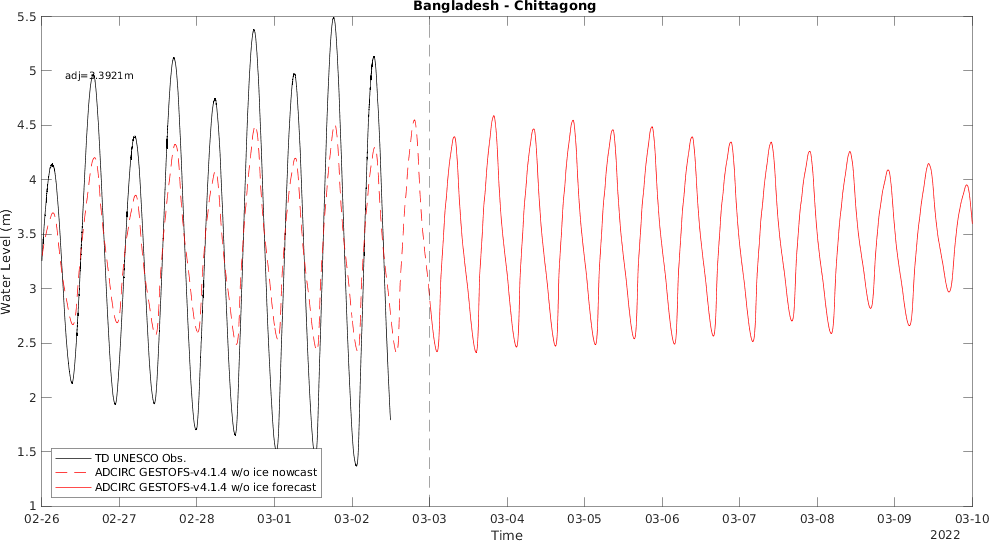 Bangladesh - Chittagong
5.5
5
4.5
4
3.5
3
2.5
2
1.5
1
Water Level (m)
adj=3.3921m
TD UNESCO Obs.
ADCIRC GESTOFS-v4.1.4 w/o ice nowcast
ADCIRC GESTOFS-v4.1.4 w/o ice forecast
02-26 02-27 02-28 03-01 03-02 03-03 03-04 03-05 03-06 03-07 03-08 03-09 03-10
Time
2022